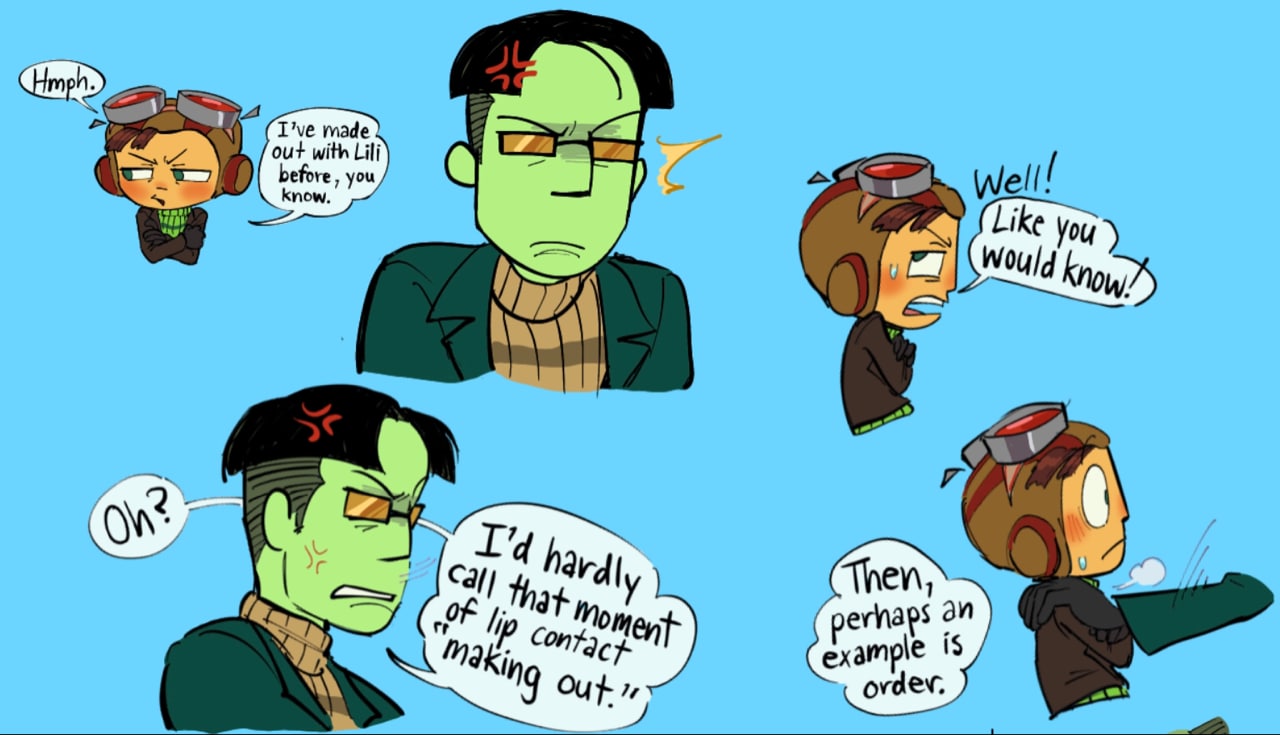 Hmph.
I've made
out with Lili
before, you
know.
Well!
Like you
would know!
Oh?
I'd hardly
call that moment
of lip contact
"making out."
Then,
perhaps an
example is
order.